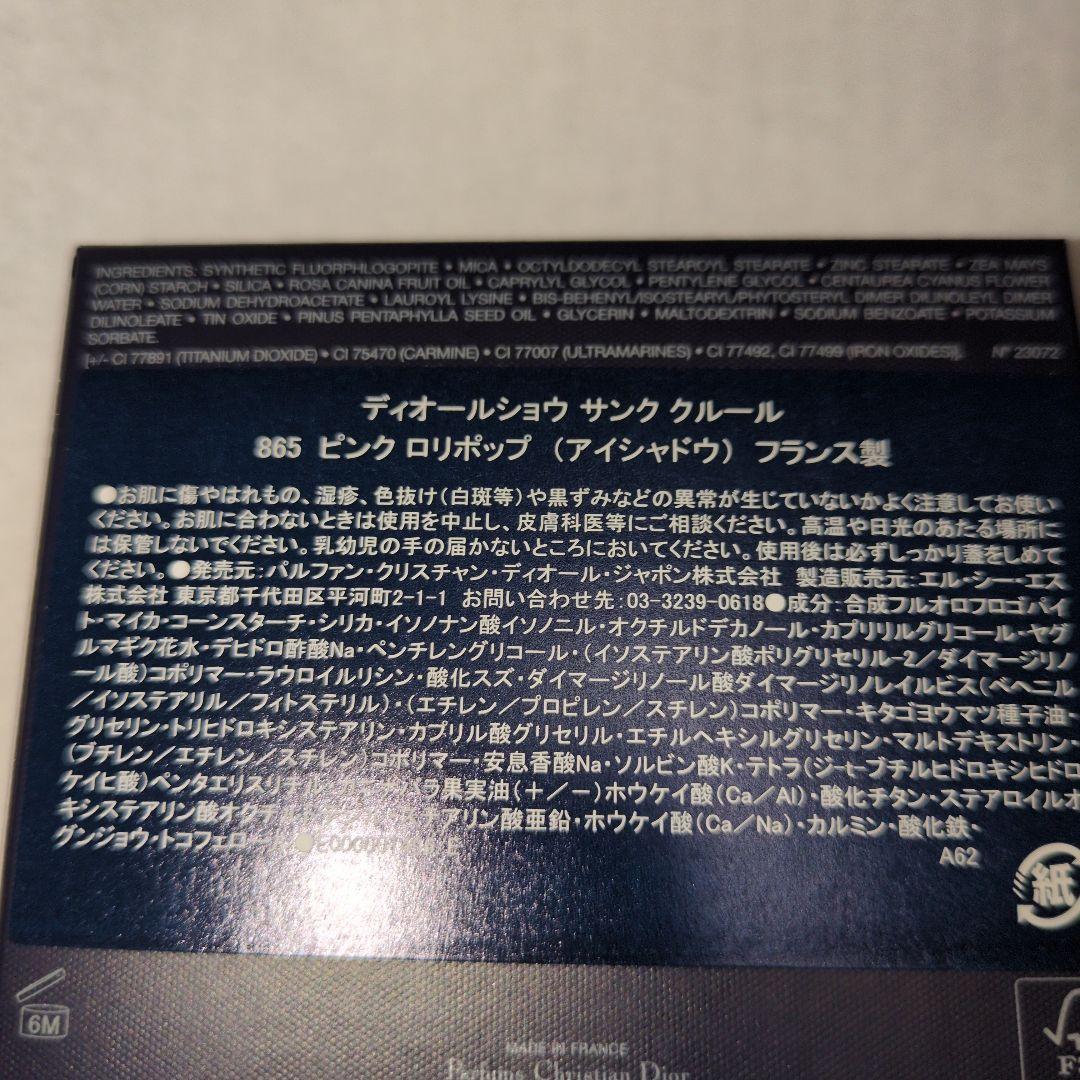 INGREDIENTS: SYNTHETIC FLUORPHLOGOPITE • MICA • OCTYLDODECYL STEAROYL STEARATE • ZINC STEARATE • ZEA MAYS
(CORN) STARCH • SILICA • ROSA CANINA FRUIT OIL • CAPRYLYL GLYCOL • PENTYLENE GLYCOL • CENTAUREA CYANUS FLOWER
WATER • SODIUM DEHYDROACETATE • LAUROYL LYSINE • BIS-BEHENYL/ISOSTEARYL/PHYTOSTERYL DIMER DILINOLEYL DIMER
DILINOLEATE • TIN OXIDE • PINUS PENTAPHYLLA SEED OIL • GLYCERIN • MALTODEXTRIN • SODIUM BENZOATE • POTASSIUM
SORBATE.
[+/- CI 77891 (TITANIUM DIOXIDE) • CI 75470 (CARMINE) • CI 77007 (ULTRAMARINES) • CI 77492, CI 77499 (IRON OXIDES)]. N° 23072
ディオールショウ サンク クルール
865 ピンク ロリポップ （アイシャドウ） フランス製
●お肌に傷やはれもの、湿疹、色抜け（白斑等）や黒ずみなどの異常が生じていないかよく注意してお使い
ください。お肌に合わないときは使用を中止し、皮膚科医等にご相談ください。高温や日光のあたる場所に
は保管しないでください。乳幼児の手の届かないところにおいてください。使用後は必ずしっかり蓋をしめて
ください。●発売元：パルファン・クリスチャン・ディオール・ジャポン株式会社 製造販売元：エル・シー・エス
株式会社 東京都千代田区平河町2-1-1 お問い合わせ先：03-3239-0618●成分：合成フルオロフロゴパイ
ト・マイカ・コーンスターチ・シリカ・イソノナン酸イソノニル・オクチルドデカノール・カプリリルグリコール・ヤグ
ルマギク花水・デヒドロ酢酸Na・ペンチレングリコール・（イソステアリン酸ポリグリセリル-2／ダイマージリノ
ール酸）コポリマー・ラウロイルリシン・酸化スズ・ダイマージリノール酸ダイマージリノレイルビス（ベヘニル
／イソステアリル／フィトステリル）・（エチレン／プロピレン／スチレン）コポリマー・キタゴヨウマツ種子油・
グリセリン・トリヒドロキシステアリン・カプリル酸グリセリル・エチルヘキシルグリセリン・マルトデキストリン・
（ブチレン／エチレン／スチレン）コポリマー・安息香酸Na・ソルビン酸K・テトラ（ジ-t-ブチルヒドロキシヒドロ
ケイヒ酸）ペンタエリスリチル・ バラ果実油（＋／－）ホウケイ酸（Ca／Al）・酸化チタン・ステアロイルオ
キシステアリン酸オクチ ステアリン酸亜鉛・ホウケイ酸（Ca／Na）・カルミン・酸化鉄・
グンジョウ・トコフェロー
A62
紙
6M
MADE IN FRANCE
Parfums Christian Dior